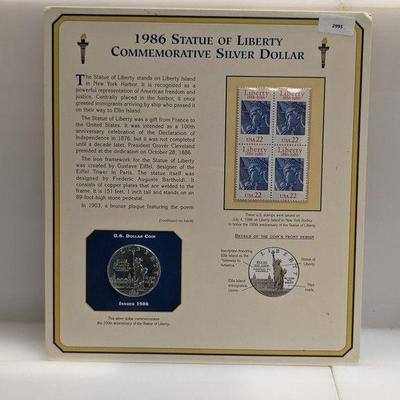 2995
1986 Statue of Liberty
Commemorative Silver Dollar
The Statue of Liberty stands on Liberty Island
in New York Harbor. It is recognized as a
powerful representation of American freedom and
justice. Centrally placed in the harbor, it once
greeted immigrants arriving by ship who passed it
on their way to Ellis Island.
The Statue of Liberty was a gift from France to
the United States. It was intended as a 100th
anniversary celebration of the Declaration of
Independence in 1876, but it was not completed
until a decade later. President Grover Cleveland
presided at the dedication on October 28, 1886.
The iron framework for the Statue of Liberty
was created by Gustave Eiffel, designer of the
Eiffel Tower in Paris. The statue itself was
designed by Frederic Auguste Bartholdi. It
consists of copper plates that are welded to the
frame. It is 151 feet, 1 inch tall and stands on an
89-foot-high stone pedestal.
In 1903, a bronze plaque featuring the poem
(continued on back)
Liberty
1886-1986
USA 22
Liberty
1886-1986
USA 22
Liberty
1886-1986
USA 22
Liberty
1886-1986
USA 22
These U.S. stamps were issued on
July 4, 1986 on Liberty Island in New York Harbor
to honor the 100th anniversary of the Statue of Liberty.
Details of the coin's front design
Inscription honoring
Ellis Island as the
"Gateway to
America."
Statue of
Liberty
Ellis Island
immigration
center.
Mint
mark.
LIBERTY
U.S. Dollar Coin
LIBERTY
Issued 1986
This silver dollar commemorates
the 100th anniversary of the Statue of Liberty.